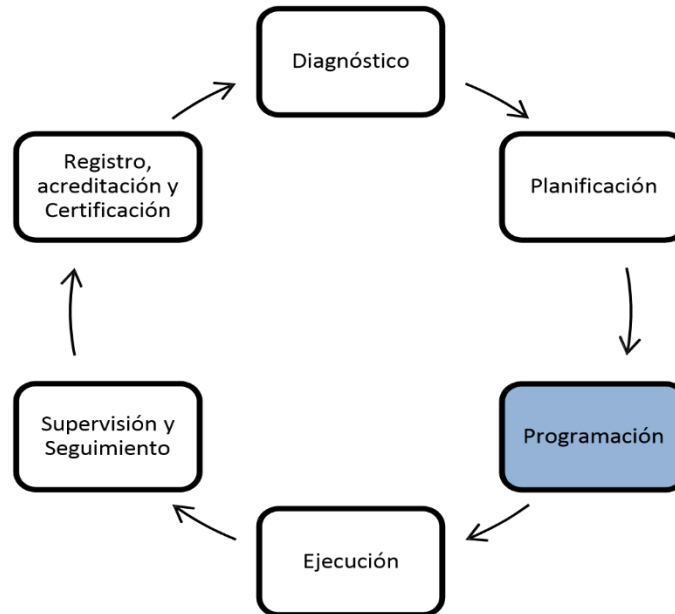 Diagnóstico
Planificación
Programación
Ejecución
Supervisión y
Seguimiento
Registro,
acreditación y
Certificación